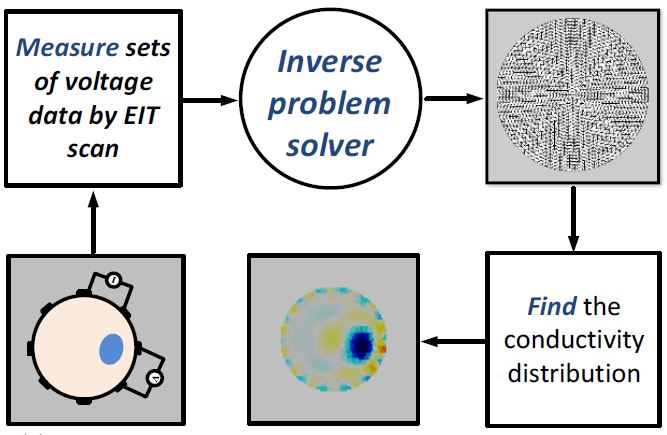 Measure sets
of voltage
data by EIT
scan
Inverse
problem
solver
Find the
conductivity
distribution